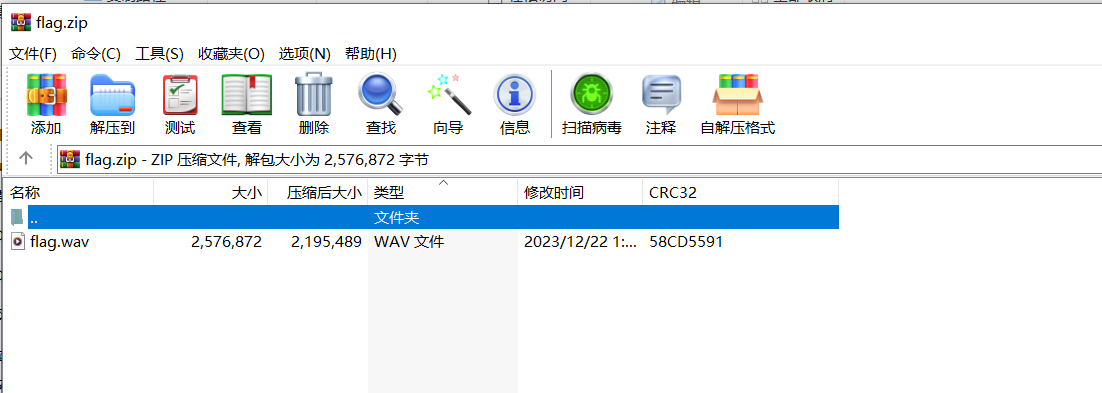 flag.zip
文件(F) 命令(C) 工具(S) 收藏夹(O) 选项(N) 帮助(H)
添加 解压到 测试 查看 删除 查找 向导 信息 扫描病毒 注释 自解压格式
flag.zip - ZIP 压缩文件, 解包大小为 2,576,872 字节
名称 大小 压缩后大小 类型 修改时间 CRC32
.. 文件夹
flag.wav 2,576,872 2,195,489 WAV 文件 2023/12/22 1:... 58CD5591